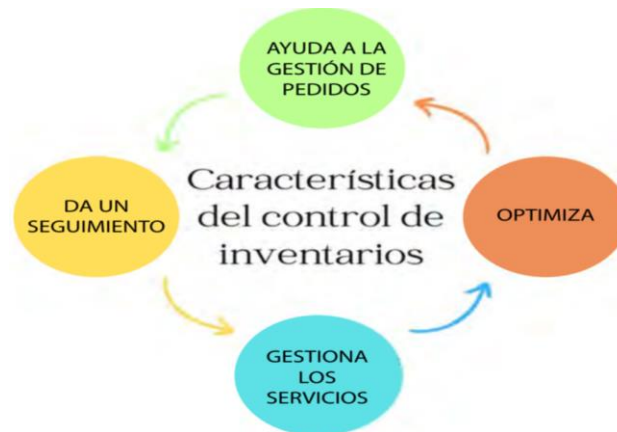 AYUDA A LA
GESTIÓN DE
PEDIDOS
DA UN
SEGUIMIENTO
Características
del control de
inventarios
OPTIMIZA
GESTIONA
LOS
SERVICIOS